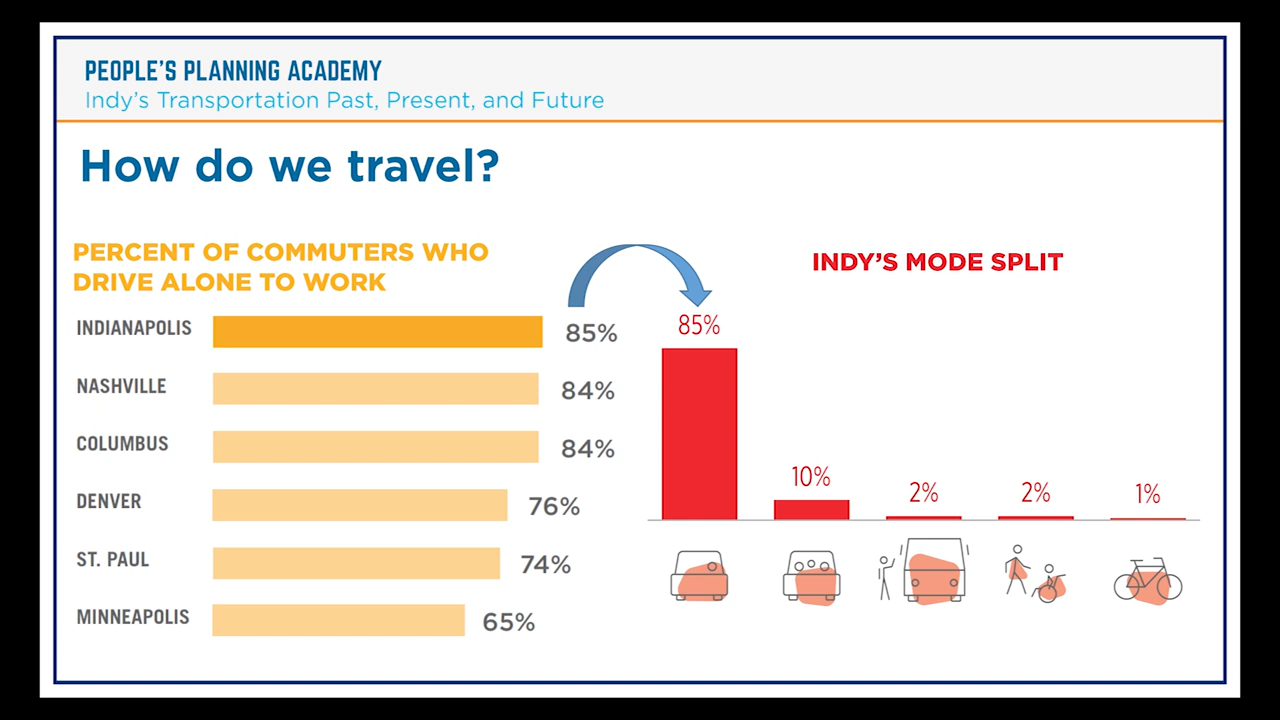 PEOPLE'S PLANNING ACADEMY
Indy's Transportation Past, Present, and Future
How do we travel?
PERCENT OF COMMUTERS WHO
DRIVE ALONE TO WORK
INDIANAPOLIS 85%
NASHVILLE 84%
COLUMBUS 84%
DENVER 76%
ST. PAUL 74%
MINNEAPOLIS 65%
INDY'S MODE SPLIT
85%
10%
2%
2%
1%